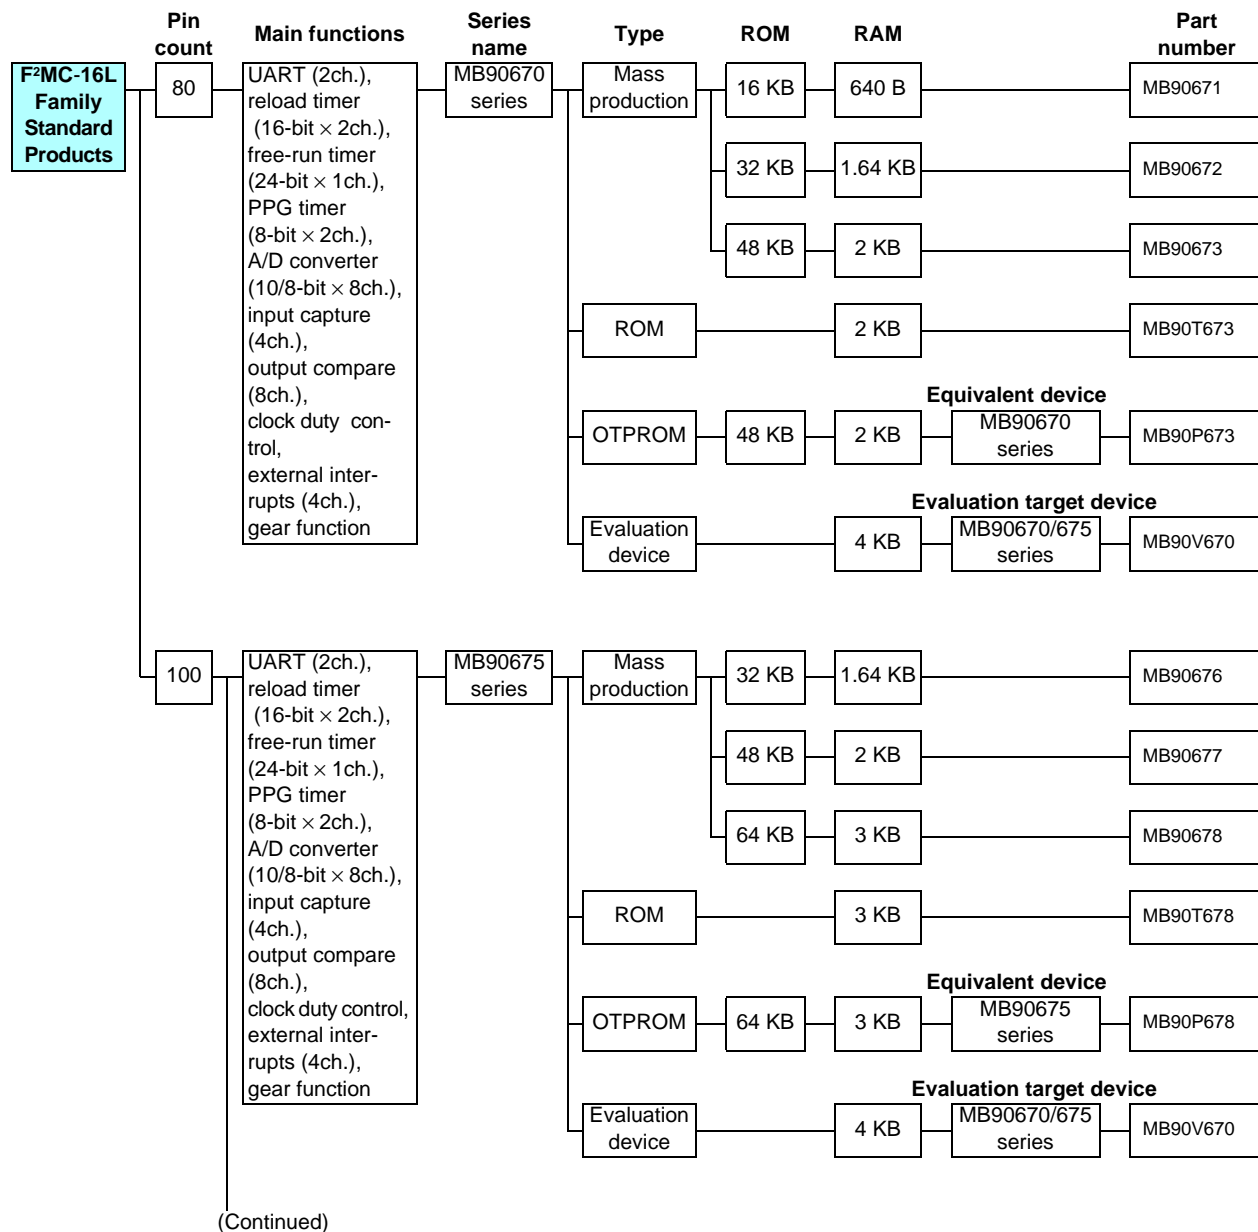 Pin count
Main functions
Series name
Type
ROM
RAM
Part number
F²MC-16L
Family
Standard
Products
80
UART (2ch.),
reload timer
(16-bit × 2ch.),
free-run timer
(24-bit × 1ch.),
PPG timer
(8-bit × 2ch.),
A/D converter
(10/8-bit × 8ch.),
input capture
(4ch.),
output compare
(8ch.),
clock duty con-
trol,
external inter-
rupts (4ch.),
gear function
MB90670
series
Mass
production
16 KB
640 B
MB90671
32 KB
1.64 KB
MB90672
48 KB
2 KB
MB90673
ROM
2 KB
MB90T673
Equivalent device
OTPROM
48 KB
2 KB
MB90670
series
MB90P673
Evaluation target device
Evaluation
device
4 KB
MB90670/675
series
MB90V670
100
UART (2ch.),
reload timer
(16-bit × 2ch.),
free-run timer
(24-bit × 1ch.),
PPG timer
(8-bit × 2ch.),
A/D converter
(10/8-bit × 8ch.),
input capture
(4ch.),
output compare
(8ch.),
clock duty control,
external inter-
rupts (4ch.),
gear function
MB90675
series
Mass
production
32 KB
1.64 KB
MB90676
48 KB
2 KB
MB90677
64 KB
3 KB
MB90678
ROM
3 KB
MB90T678
Equivalent device
OTPROM
64 KB
3 KB
MB90675
series
MB90P678
Evaluation target device
Evaluation
device
4 KB
MB90670/675
series
MB90V670
(Continued)